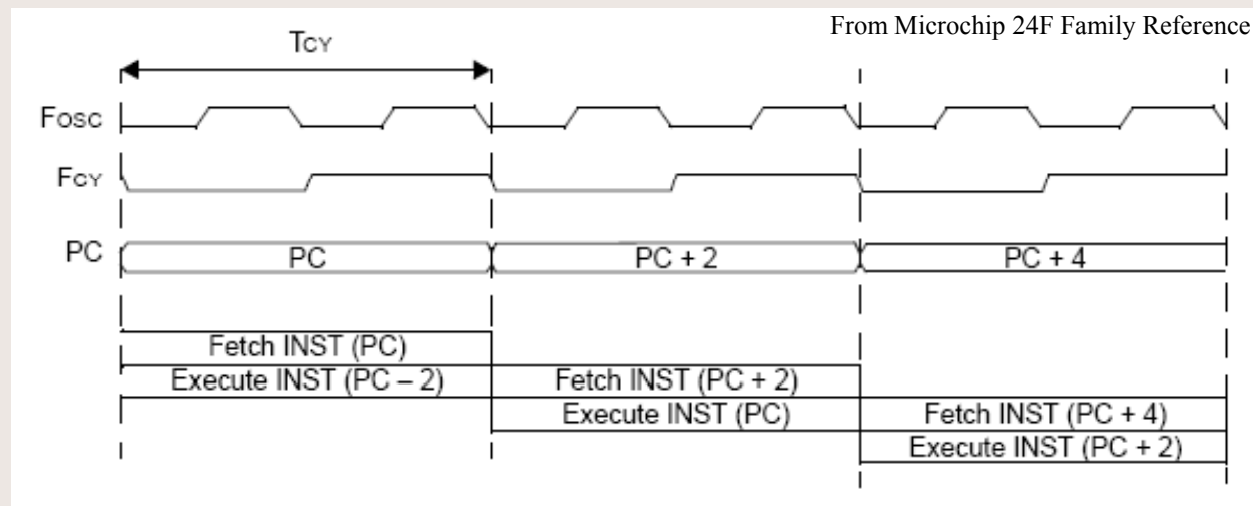 From Microchip 24F Family Reference
TCY
FOSC
FCY
PC
PC
PC + 2
PC + 4
Fetch INST (PC)
Execute INST (PC – 2)
Fetch INST (PC + 2)
Execute INST (PC)
Fetch INST (PC + 4)
Execute INST (PC + 2)